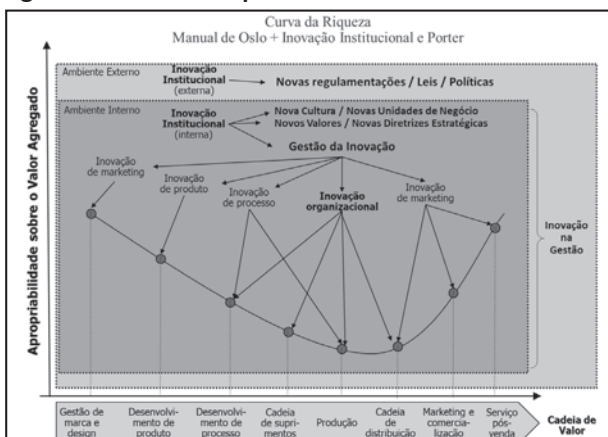 Curva da Riqueza
Manual de Oslo + Inovação Institucional e Porter
Apropriabilidade sobre o Valor Agregado
Ambiente Externo
Inovação
Institucional
(externa)
Novas regulamentações / Leis / Políticas
Ambiente Interno
Inovação
Institucional
(interna)
Nova Cultura / Novas Unidades de Negócio
Novos Valores / Novas Diretrizes Estratégicas
Gestão da Inovação
Inovação
de marketing
Inovação
de produto
Inovação
de processo
Inovação
organizacional
Inovação
de marketing
Inovação
na
Gestão
Gestão de
marca e
design
Desenvolvi-
mento de
produto
Desenvolvi-
mento de
processo
Cadeia
de supri-
mentos
Produção
Cadeia
de
distribuição
Marketing e
comercia-
lização
Serviço
pós-
venda
Cadeia de
Valor